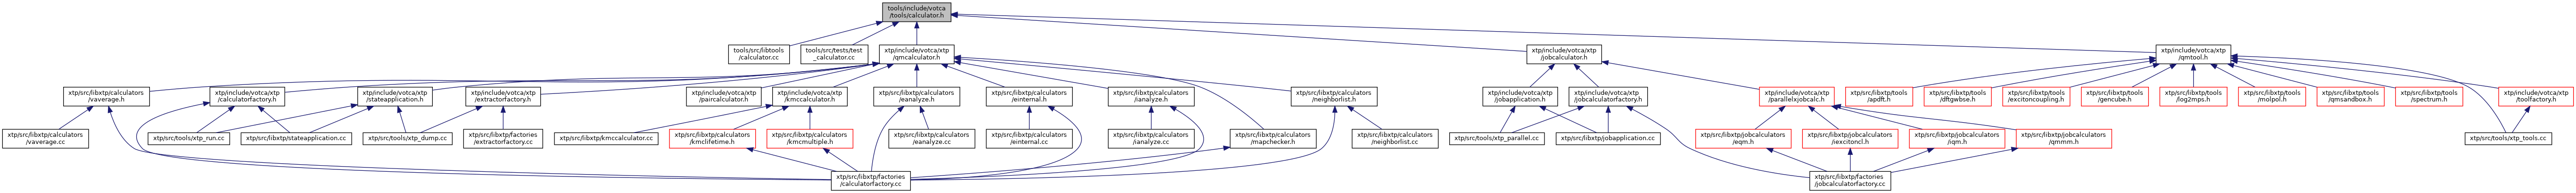 tools/include/votca
/tools/calculator.h
tools/src/libtools
/calculator.cc
tools/src/tests/test
_calculator.cc
xtp/include/votca/xtp
/qmcalculator.h
xtp/include/votca/xtp
/jobcalculator.h
xtp/include/votca/xtp
/qmtool.h
xtp/src/libxtp/calculators
/vaverage.h
xtp/include/votca/xtp
/calculatorfactory.h
xtp/include/votca/xtp
/stateapplication.h
xtp/include/votca/xtp
/extractorfactory.h
xtp/include/votca/xtp
/paircalculator.h
xtp/include/votca/xtp
/kmccalculator.h
xtp/src/libxtp/calculators
/eanalyze.h
xtp/src/libxtp/calculators
/einternal.h
xtp/src/libxtp/calculators
/ianalyze.h
xtp/src/libxtp/calculators
/neighborlist.h
xtp/include/votca/xtp
/jobapplication.h
xtp/include/votca/xtp
/jobcalculatorfactory.h
xtp/include/votca/xtp
/parallelxjobcalc.h
xtp/src/libxtp/tools
/apdft.h
xtp/src/libxtp/tools
/dftgwbse.h
xtp/src/libxtp/tools
/excitoncoupling.h
xtp/src/libxtp/tools
/gencube.h
xtp/src/libxtp/tools
/log2mps.h
xtp/src/libxtp/tools
/molpol.h
xtp/src/libxtp/tools
/qmsandbox.h
xtp/src/libxtp/tools
/spectrum.h
xtp/include/votca/xtp
/toolfactory.h
xtp/src/libxtp/calculators
/vaverage.cc
xtp/src/tools/xtp_run.cc
xtp/src/libxtp/stateapplication.cc
xtp/src/tools/xtp_dump.cc
xtp/src/libxtp/factories
/extractorfactory.cc
xtp/src/libxtp/kmccalculator.cc
xtp/src/libxtp/calculators
/kmclifetime.h
xtp/src/libxtp/calculators
/kmcmultiple.h
xtp/src/libxtp/calculators
/eanalyze.cc
xtp/src/libxtp/calculators
/einternal.cc
xtp/src/libxtp/calculators
/ianalyze.cc
xtp/src/libxtp/calculators
/mapchecker.h
xtp/src/libxtp/calculators
/neighborlist.cc
xtp/src/tools/xtp_parallel.cc
xtp/src/libxtp/jobapplication.cc
xtp/src/libxtp/jobcalculators
/eqm.h
xtp/src/libxtp/jobcalculators
/iexcitoncl.h
xtp/src/libxtp/jobcalculators
/iqm.h
xtp/src/libxtp/jobcalculators
/qmmm.h
xtp/src/tools/xtp_tools.cc
xtp/src/libxtp/factories
/calculatorfactory.cc
xtp/src/libxtp/factories
/jobcalculatorfactory.cc